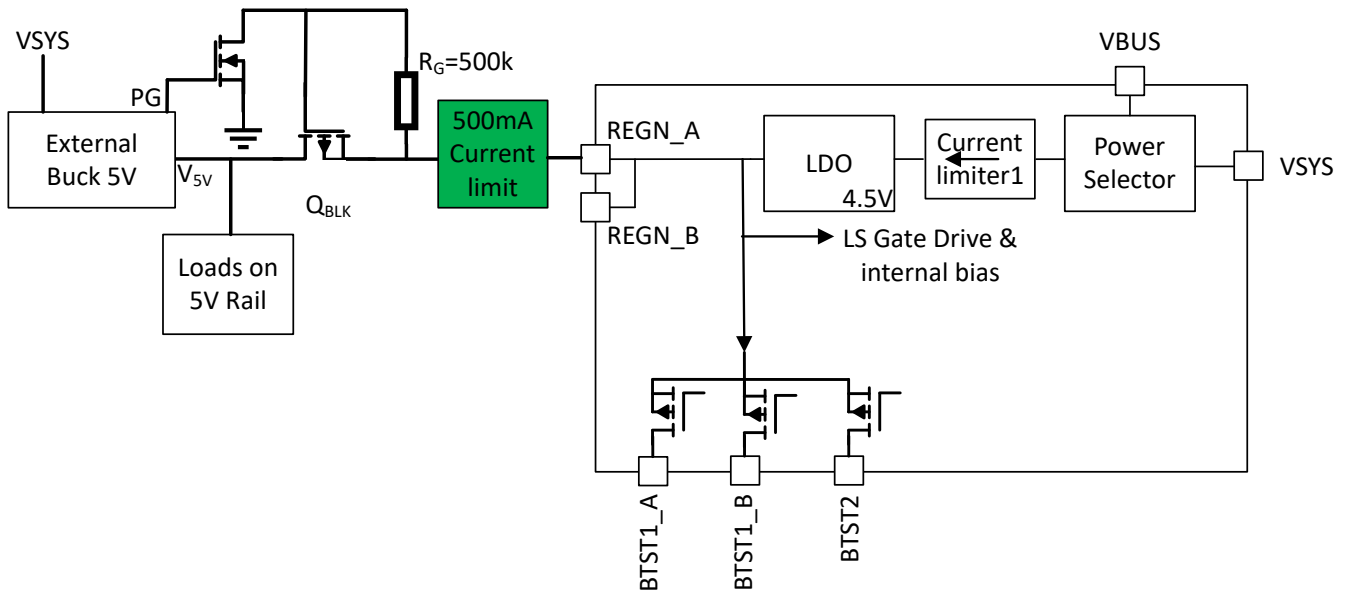 VSYS
PG
External
Buck 5V
V5V
QBLK
RG=500k
Loads on
5V Rail
500mA
Current
limit
REGN_A
REGN_B
LDO
4.5V
Current
limiter1
Power
Selector
VBUS
VSYS
LS Gate Drive &
internal bias
BTST1_A
BTST1_B
BTST2